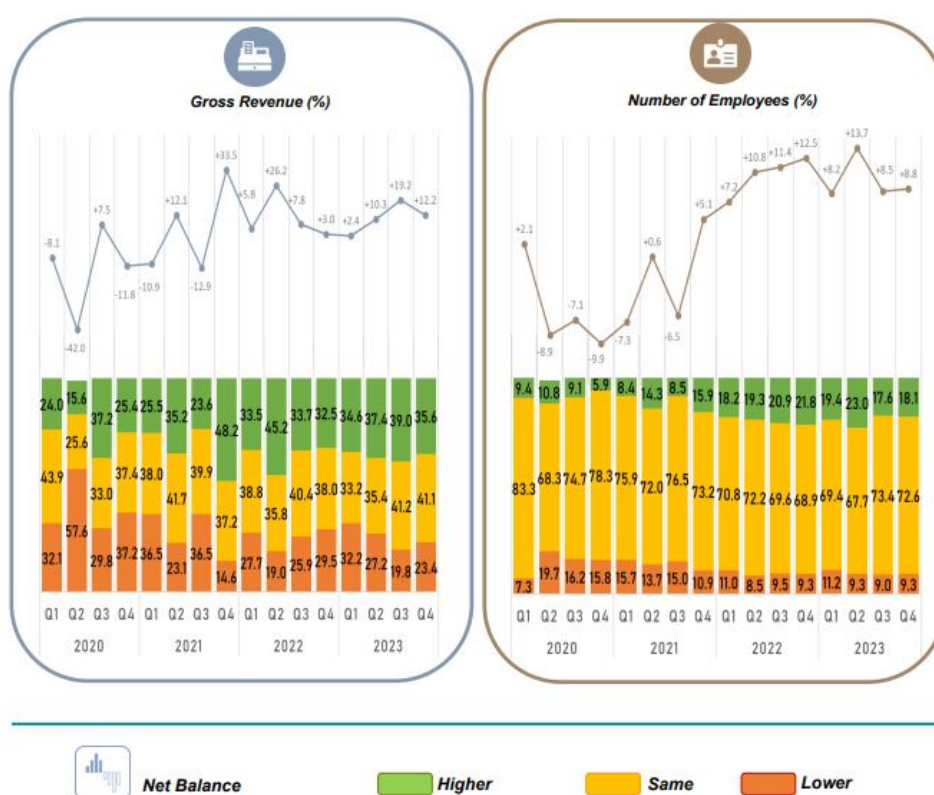 Gross Revenue (%)
-8.1
-42.0
+7.5
-11.8
-10.9
+12.1
-12.9
+33.5
+5.8
+26.2
+7.8
+3.0
+2.4
+10.3
+19.2
+12.2
24.0 15.6 37.2 25.4 25.5 35.2 23.6 48.2 33.5 45.2 33.7 32.5 34.6 37.4 39.0 35.6
43.9 25.6 33.0 37.4 38.0 41.7 39.9 37.2 38.8 35.8 40.4 38.0 33.2 35.4 41.2 41.1
32.1 57.6 29.8 37.2 36.5 23.1 36.5 14.6 27.7 19.0 25.9 29.5 32.2 27.2 19.8 23.4
Q1 Q2 Q3 Q4 Q1 Q2 Q3 Q4 Q1 Q2 Q3 Q4 Q1 Q2 Q3 Q4
2020 2021 2022 2023
Number of Employees (%)
+2.1
-8.9
-7.1
-9.9
-7.3
+0.6
-6.5
+5.1
+7.2
+10.8
+11.4
+12.5
+8.2
+13.7
+8.5
+8.8
9.4 10.8 9.1 5.9 8.4 14.3 8.5 15.9 18.2 19.3 20.9 21.8 19.4 23.0 17.6 18.1
83.3 68.3 74.7 78.3 75.9 72.0 76.5 73.2 70.8 72.2 69.6 68.9 69.4 67.7 73.4 72.6
7.3 19.7 16.2 15.8 15.7 13.7 15.0 10.9 11.0 8.5 9.5 9.3 11.2 9.3 9.0 9.3
Q1 Q2 Q3 Q4 Q1 Q2 Q3 Q4 Q1 Q2 Q3 Q4 Q1 Q2 Q3 Q4
2020 2021 2022 2023
Net Balance Higher Same Lower